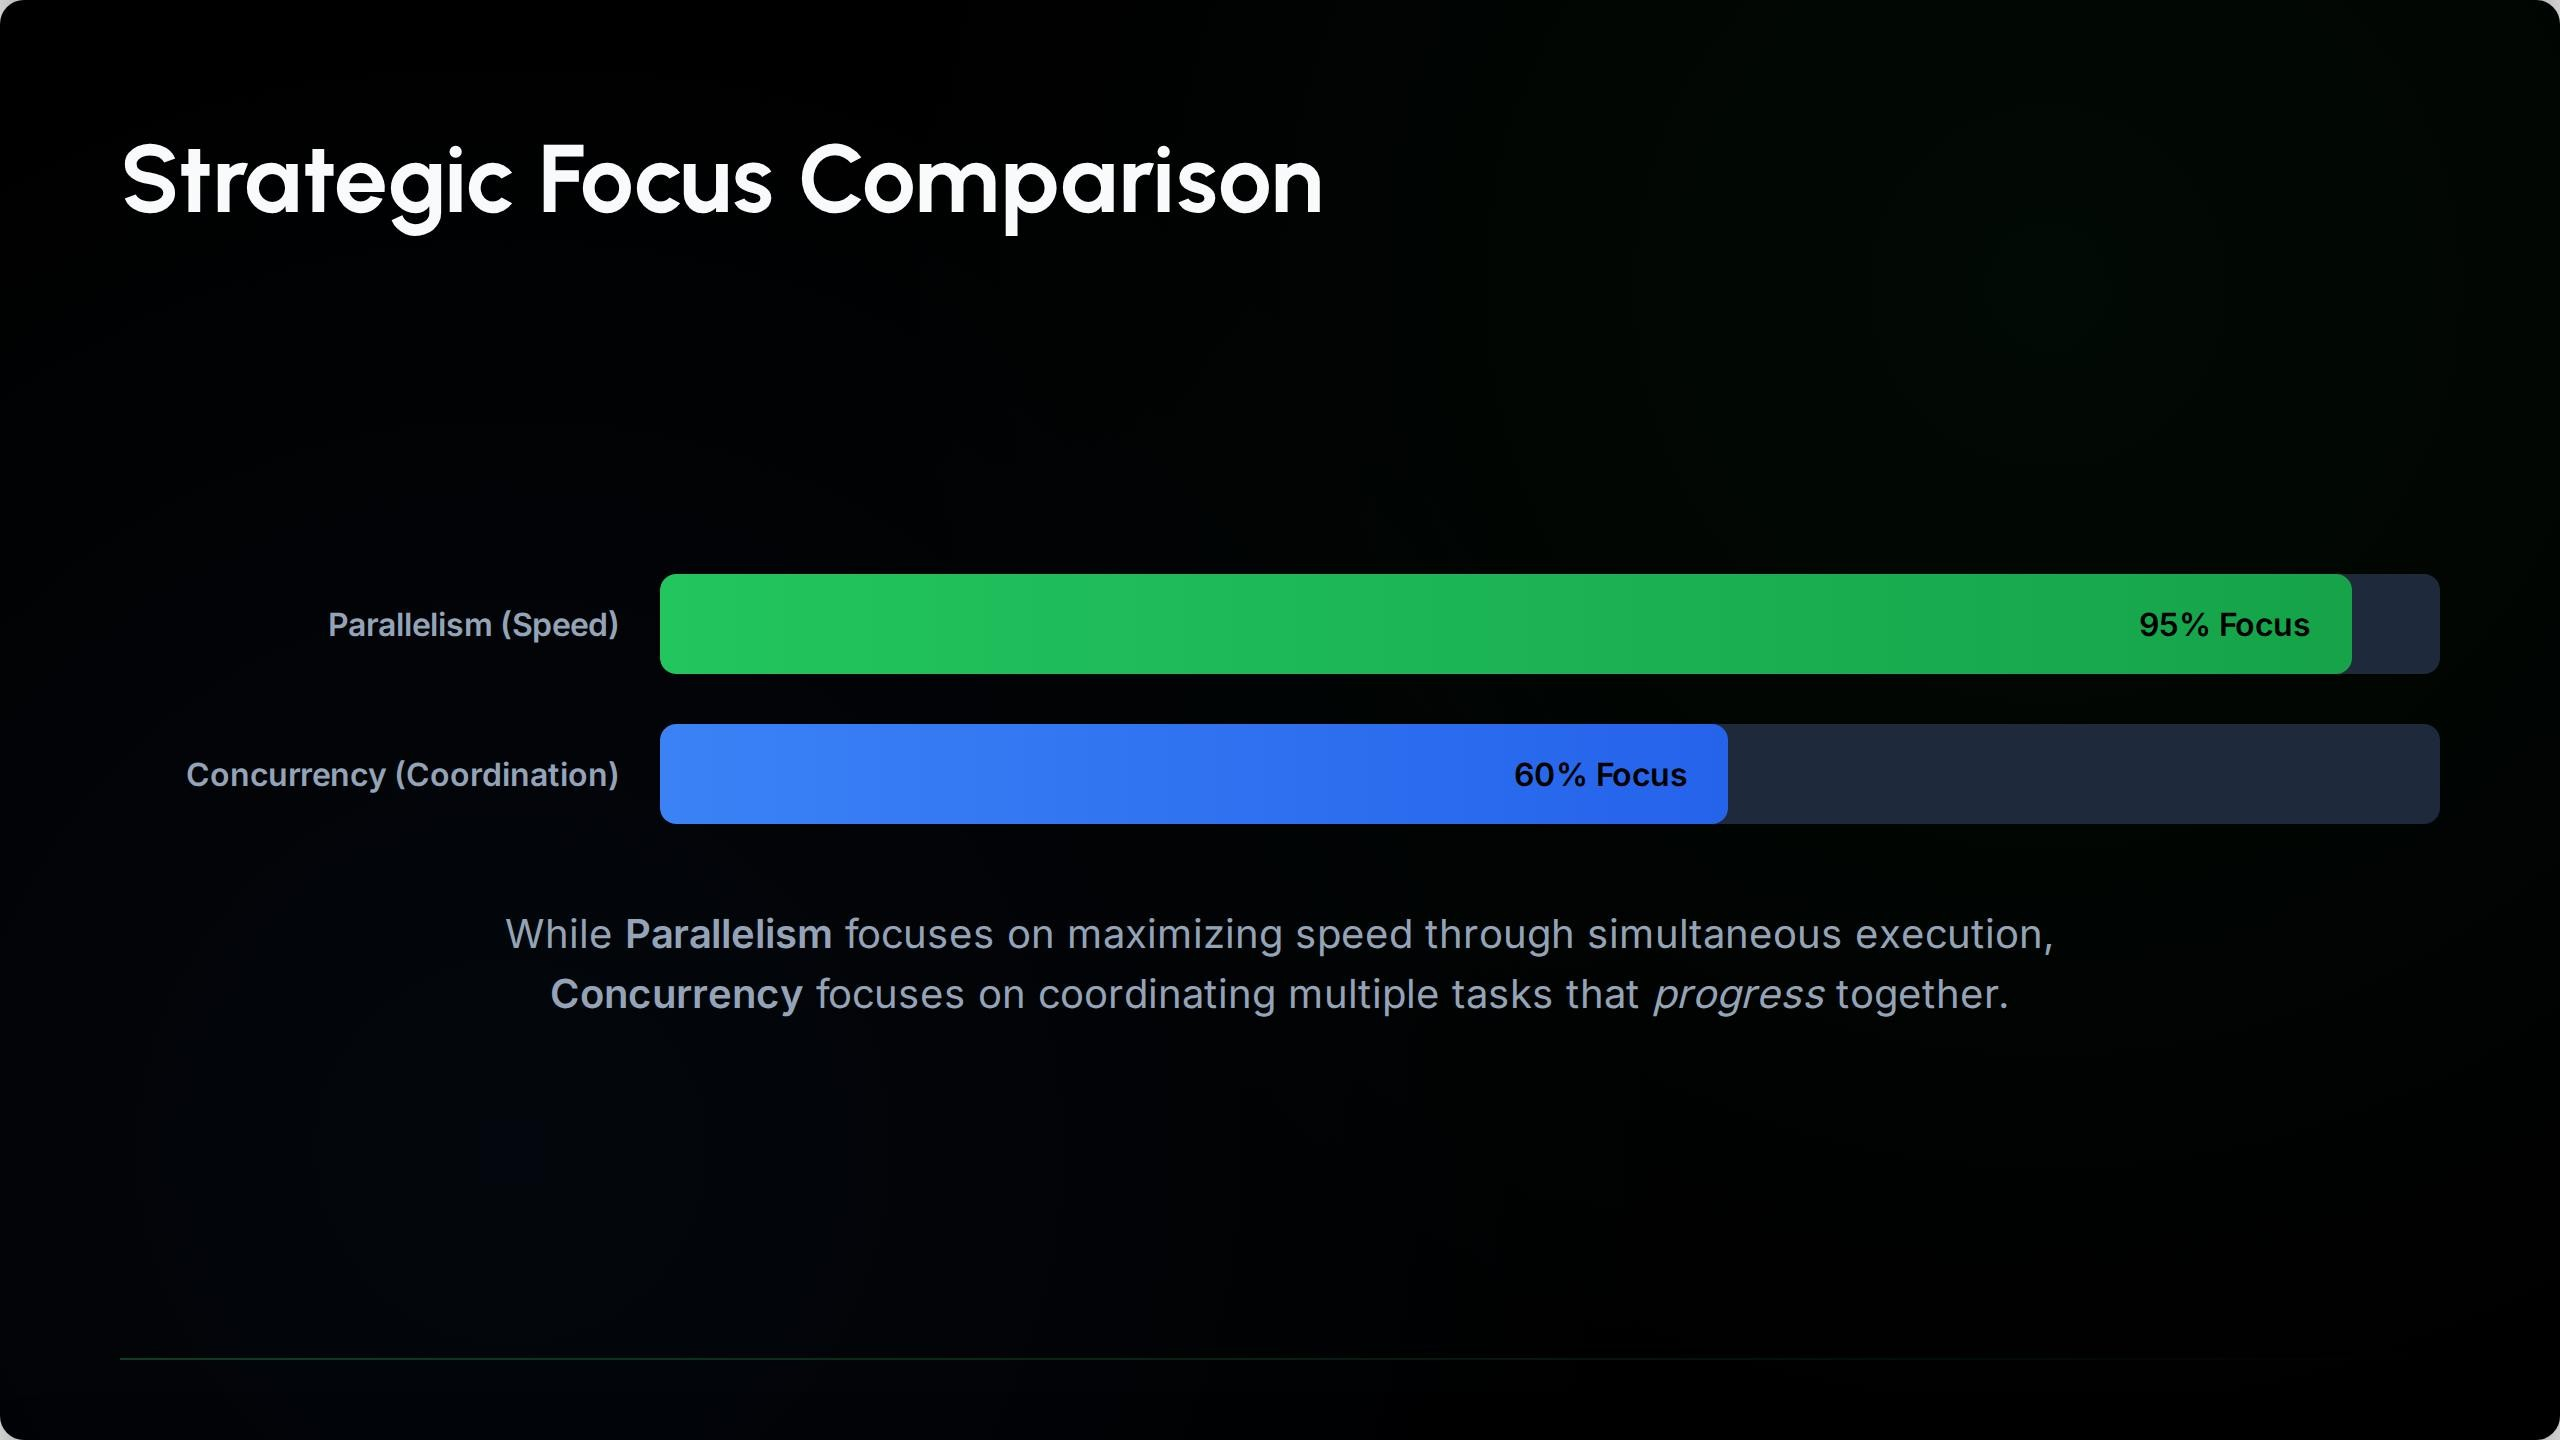 Strategic Focus Comparison
Parallelism (Speed)
95% Focus
Concurrency (Coordination)
60% Focus
While Parallelism focuses on maximizing speed through simultaneous execution,
Concurrency focuses on coordinating multiple tasks that progress together.